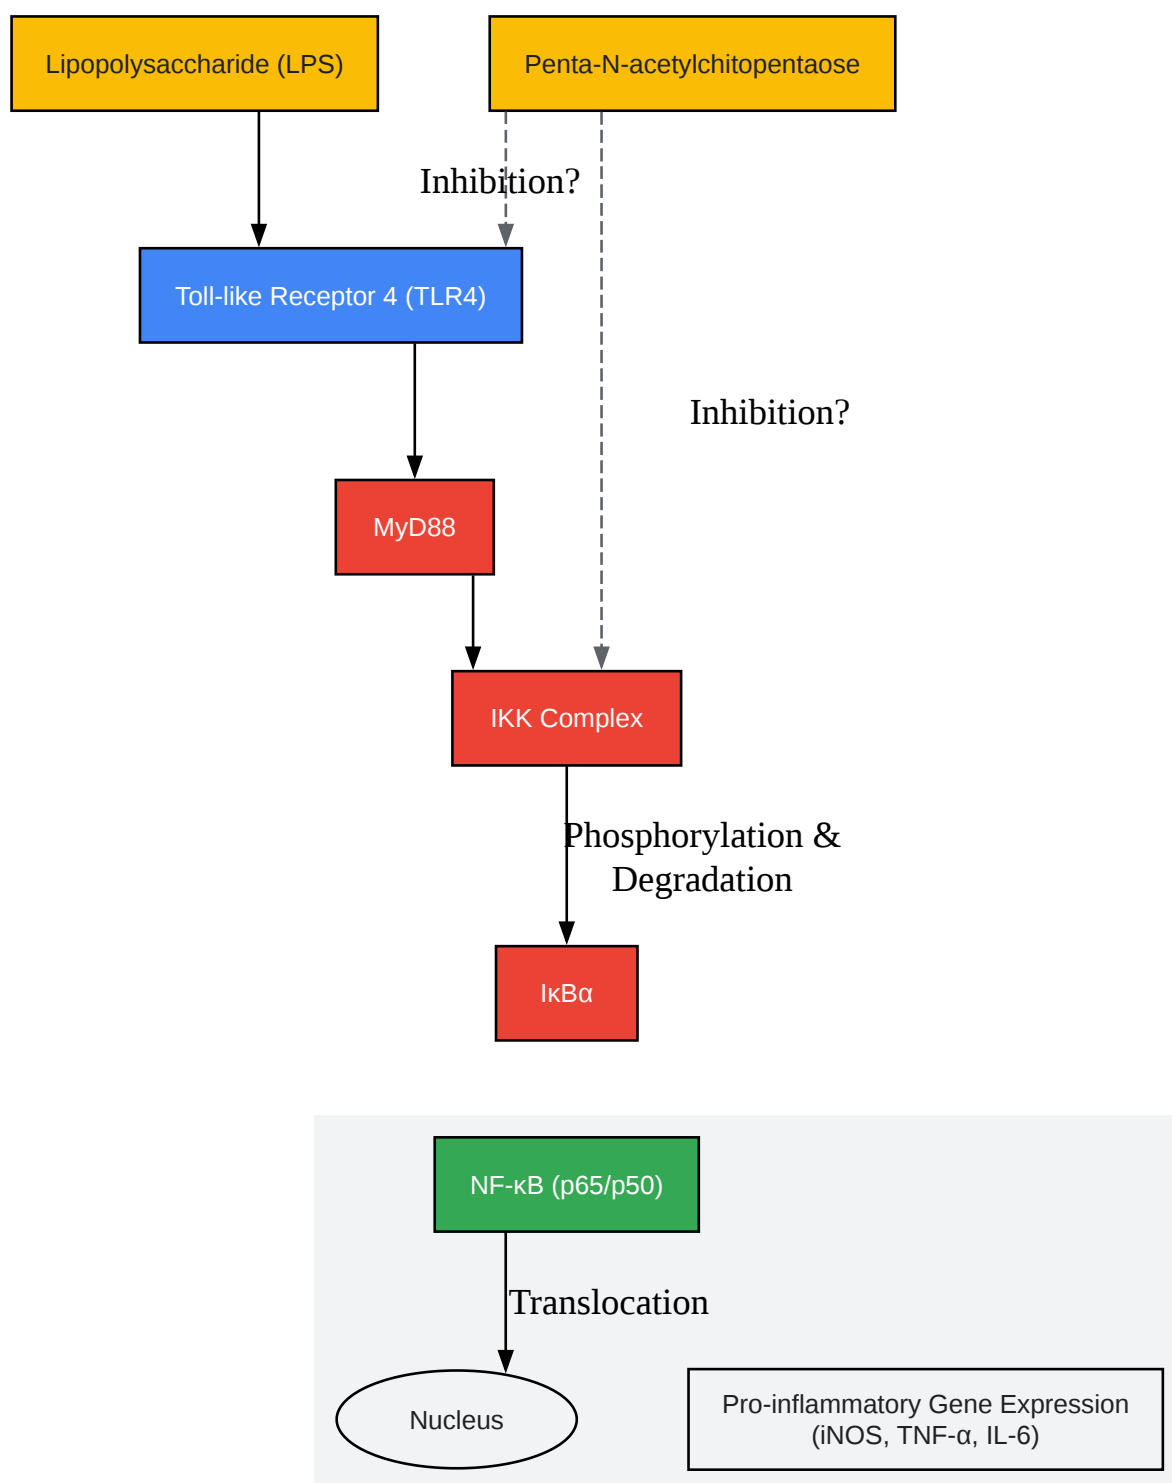 Lipopolysaccharide (LPS)
Penta-N-acetylchitopentaose
Inhibition?
Toll-like Receptor 4 (TLR4)
Inhibition?
MyD88
IKK Complex
Phosphorylation &
Degradation
IκBα
NF-κB (p65/p50)
Translocation
Nucleus
Pro-inflammatory Gene Expression
(iNOS, TNF-α, IL-6)